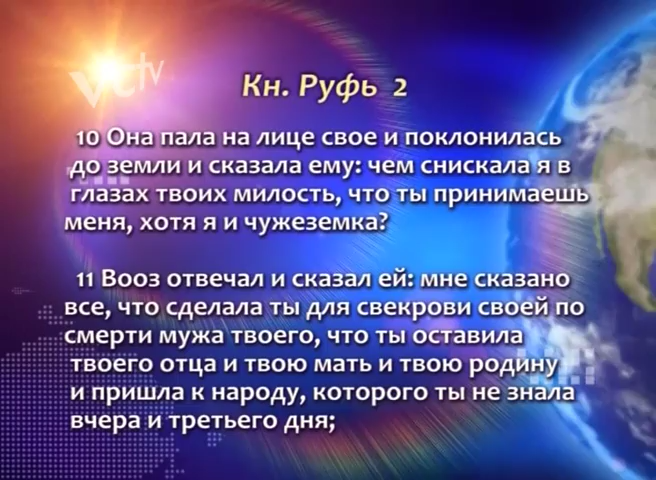 vctv
Кн. Руфь 2
10 Она пала на лице свое и поклонилась
до земли и сказала ему: чем снискала я в
глазах твоих милость, что ты принимаешь
меня, хотя я и чужеземка?
11 Вооз отвечал и сказал ей: мне сказано
все, что сделала ты для свекрови своей по
смерти мужа твоего, что ты оставила
твоего отца и твою мать и твою родину
и пришла к народу, которого ты не знала
вчера и третьего дня;